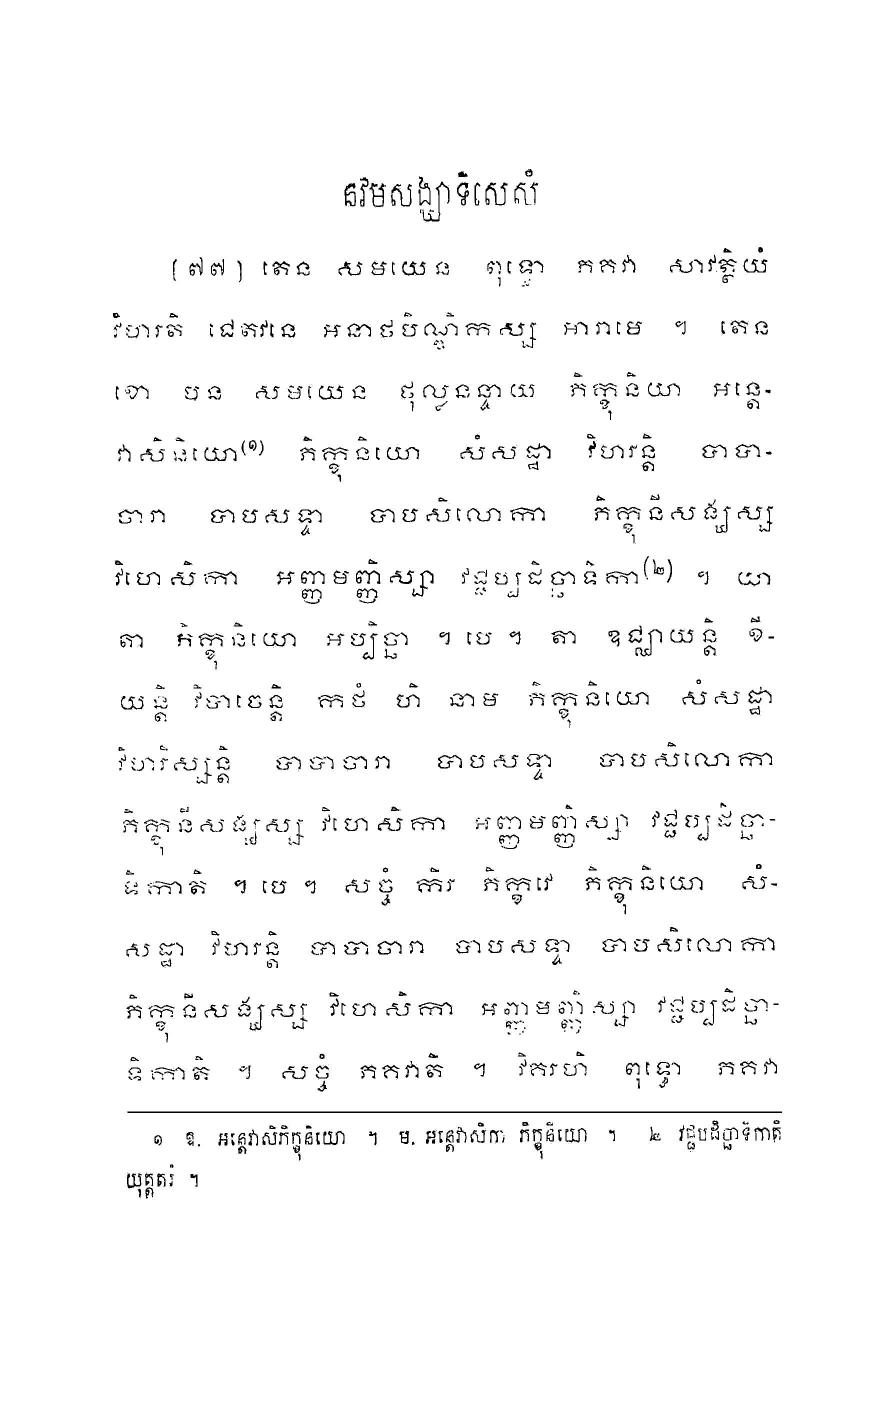 នវមសង្ឃាទិសេសំ
(៧៧) តេន សមយេន ពុទ្ធោ ភគវា សាវត្ថិយំ
វិហរតិ ជេតវនេ អនាថបិណ្ឌិកស្ស អារាមេ ។ តេន
ខោ បន សមយេន ថុល្លនន្ទាយ ភិក្ខុនិយា អន្តេ-
វាសិនិយោ(១) ភិក្ខុនិយោ សំសដ្ឋា វិហរន្តិ បាបា-
ចារា បាបសទ្ទា បាបសិលោកា ភិក្ខុនីសង្ឃស្ស
វិហេសិកា អញ្ញមញ្ញិស្សា វជ្ជប្បដិច្ឆាទិកា(២) ។ យា
តា ភិក្ខុនិយោ អប្បិច្ឆា ។ បេ ។ តា ឧជ្ឈាយន្តិ ខី-
យន្តិ វិបាចេន្តិ កថំ ហិ នាម ភិក្ខុនិយោ សំសដ្ឋា
វិហរិស្សន្តិ បាបាចារា បាបសទ្ទា បាបសិលោកា
ភិក្ខុនីសង្ឃស្ស វិហេសិកា អញ្ញមញ្ញិស្សា វជ្ជប្បដិច្ឆា-
ទិកាតិ ។ បេ ។ សច្ចំ កិរ ភិក្ខវេ ភិក្ខុនិយោ សំ-
សដ្ឋា វិហរន្តិ បាបាចារា បាបសទ្ទា បាបសិលោកា
ភិក្ខុនីសង្ឃស្ស វិហេសិកា អញ្ញមញ្ញិស្សា វជ្ជប្បដិច្ឆា-
ទិកាតិ ។ សច្ចំ ភគវាតិ ។ វិគរហិ ពុទ្ធោ ភគវា
១ ឱ. អន្តេវាសិភិក្ខុនិយោ ។ ម. អន្តេវាសិកា ភិក្ខុនិយោ ។ ២ វជ្ជបដិច្ឆាទិកាតិ
យុត្តតរំ ។